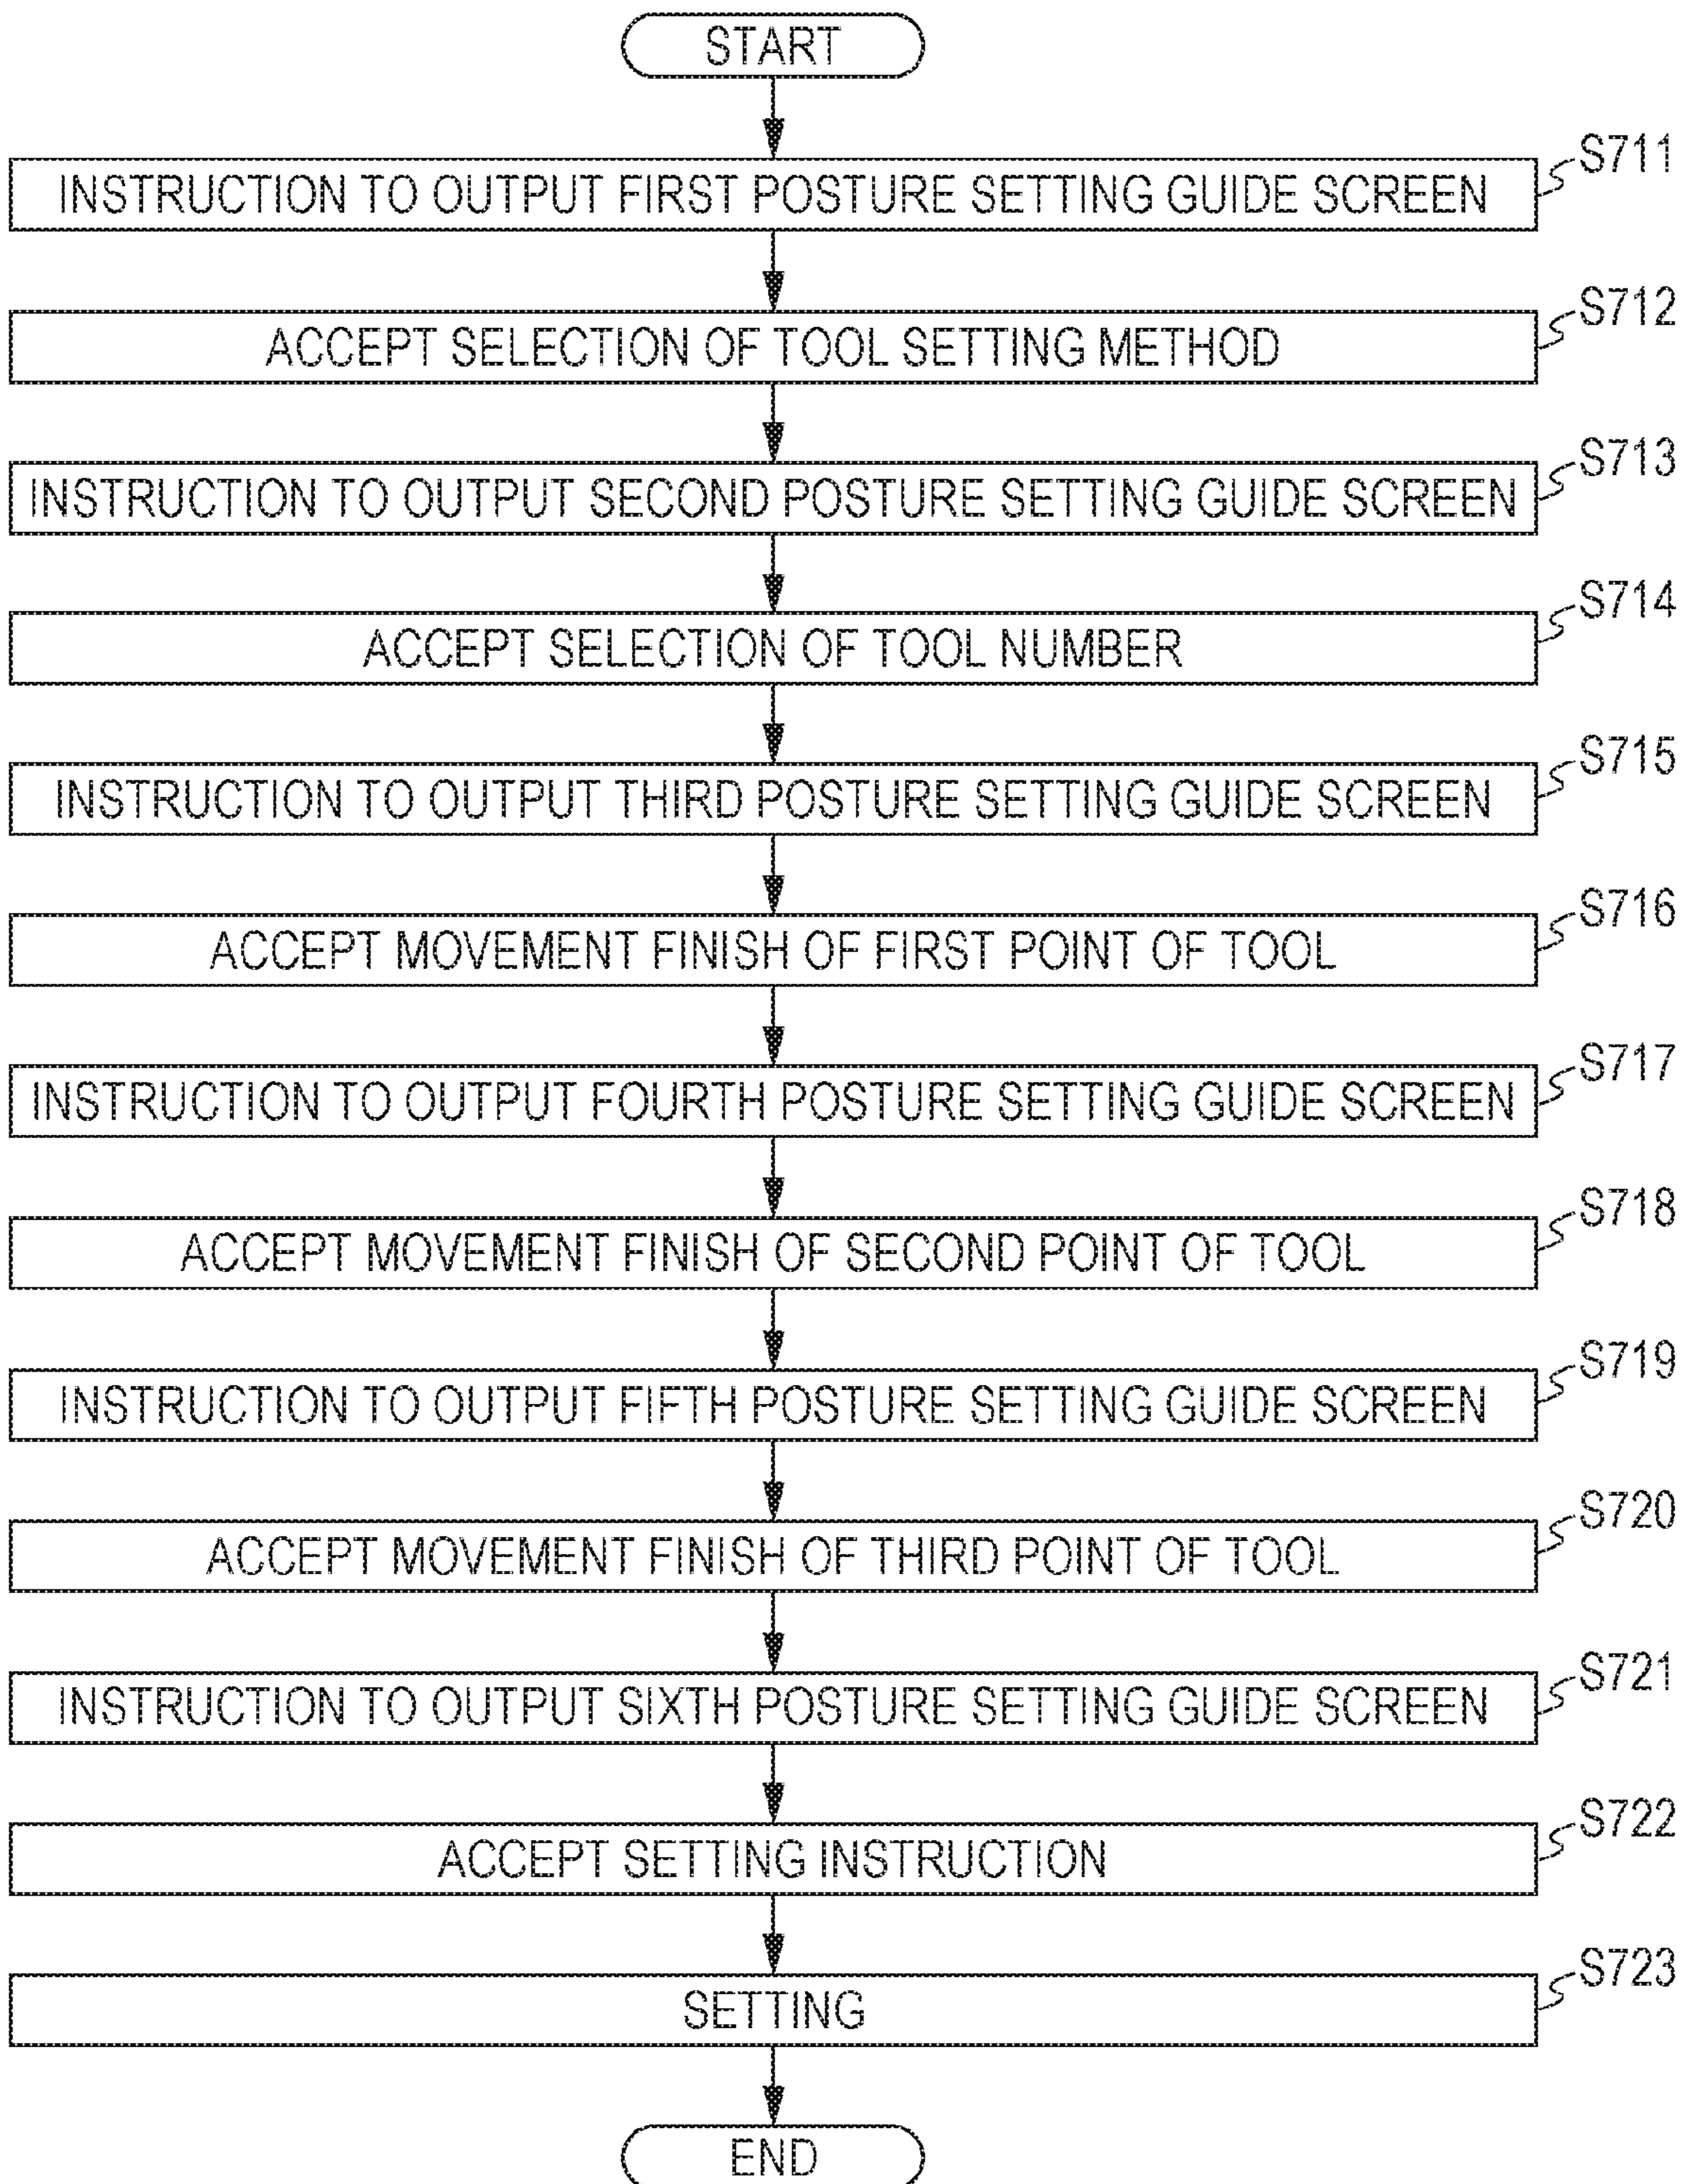 START
S711
INSTRUCTION TO OUTPUT FIRST POSTURE SETTING GUIDE SCREEN
S712
ACCEPT SELECTION OF TOOL SETTING METHOD
S713
INSTRUCTION TO OUTPUT SECOND POSTURE SETTING GUIDE SCREEN
S714
ACCEPT SELECTION OF TOOL NUMBER
S715
INSTRUCTION TO OUTPUT THIRD POSTURE SETTING GUIDE SCREEN
S716
ACCEPT MOVEMENT FINISH OF FIRST POINT OF TOOL
S717
INSTRUCTION TO OUTPUT FOURTH POSTURE SETTING GUIDE SCREEN
S718
ACCEPT MOVEMENT FINISH OF SECOND POINT OF TOOL
S719
INSTRUCTION TO OUTPUT FIFTH POSTURE SETTING GUIDE SCREEN
S720
ACCEPT MOVEMENT FINISH OF THIRD POINT OF TOOL
S721
INSTRUCTION TO OUTPUT SIXTH POSTURE SETTING GUIDE SCREEN
S722
ACCEPT SETTING INSTRUCTION
S723
SETTING
END